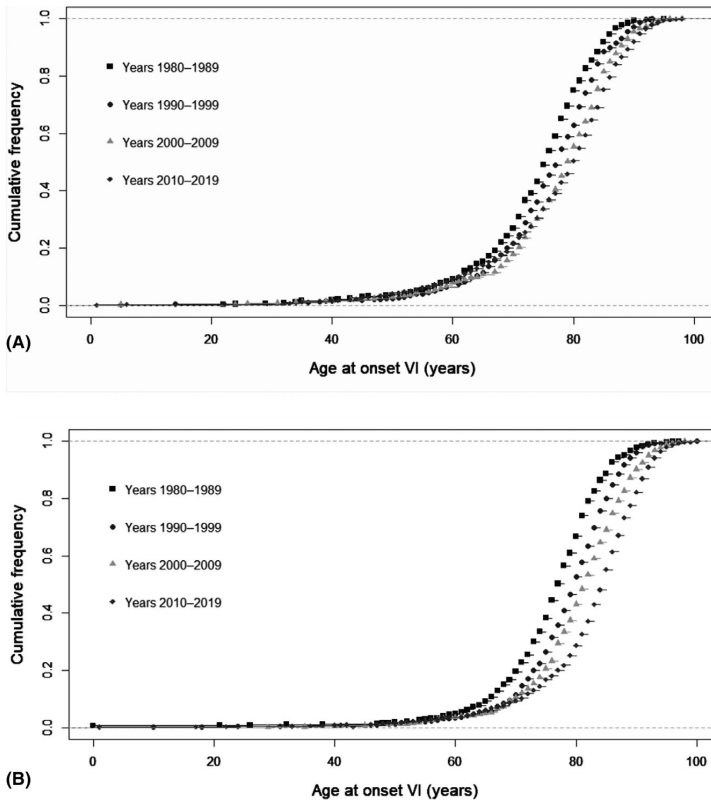 1.0
0.8
0.6
0.4
0.2
0.0
Cumulative frequency
Years 1980–1989
Years 1990–1999
Years 2000–2009
Years 2010–2019
0 20 40 60 80 100
Age at onset VI (years)
(A)
1.0
0.8
0.6
0.4
0.2
0.0
Cumulative frequency
Years 1980–1989
Years 1990–1999
Years 2000–2009
Years 2010–2019
0 20 40 60 80 100
Age at onset VI (years)
(B)